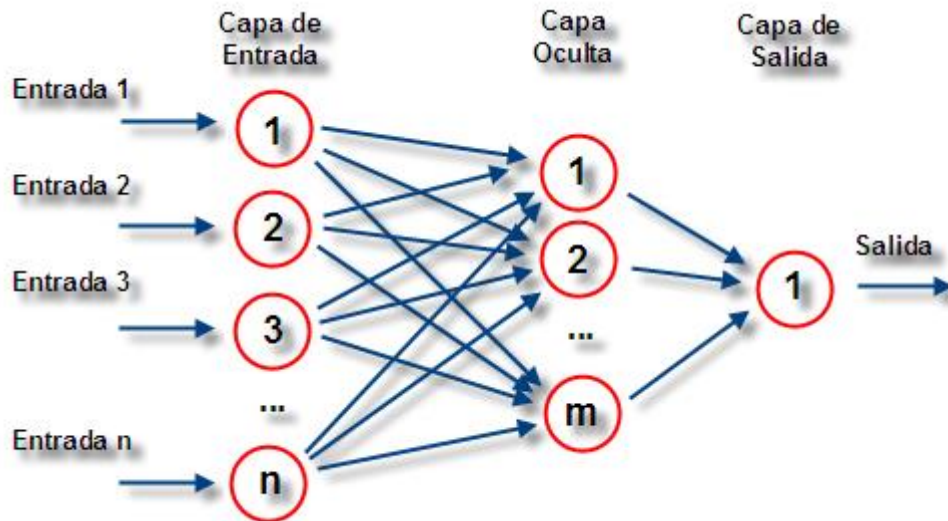 Capa de
Entrada
Capa
Oculta
Capa de
Salida
Entrada 1
1
Entrada 2
2
Entrada 3
3
...
Entrada n
n
1
2
...
m
1
Salida